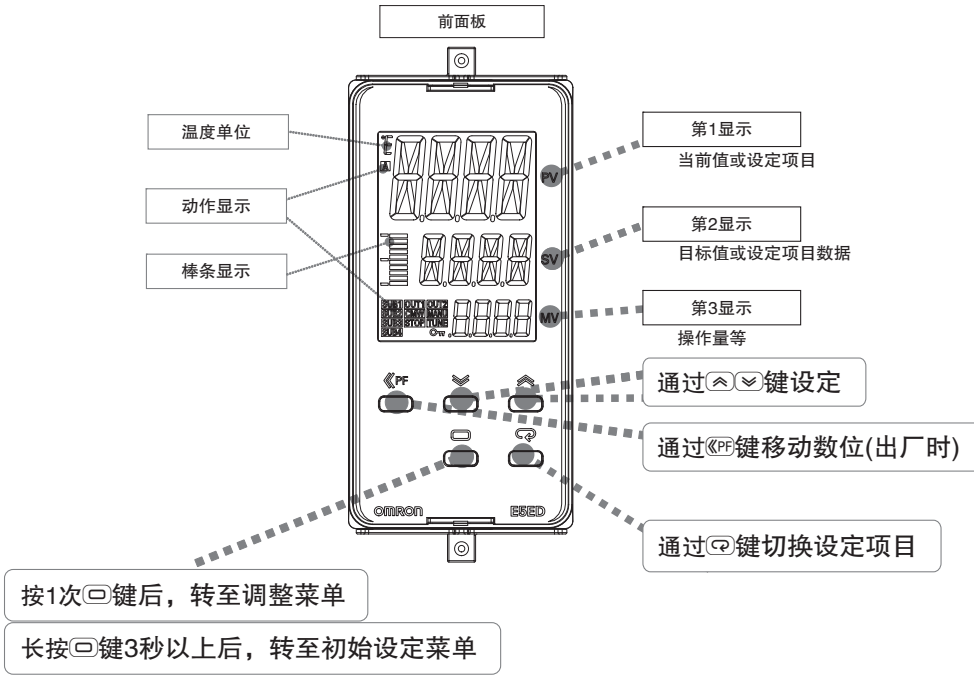 前面板
温度单位
动作显示
棒条显示
第1显示
当前值或设定项目
第2显示
目标值或设定项目数据
第3显示
操作量等
PV
SV
MV
SUB1 OUT1 OUT2
SUB2 CMW MANU
SUB3 STOP TUNE
SUB4
PF
OMRON
E5ED
通过键设定
通过PF键移动数位(出厂时)
通过键切换设定项目
按1次键后，转至调整菜单
长按键3秒以上后，转至初始设定菜单